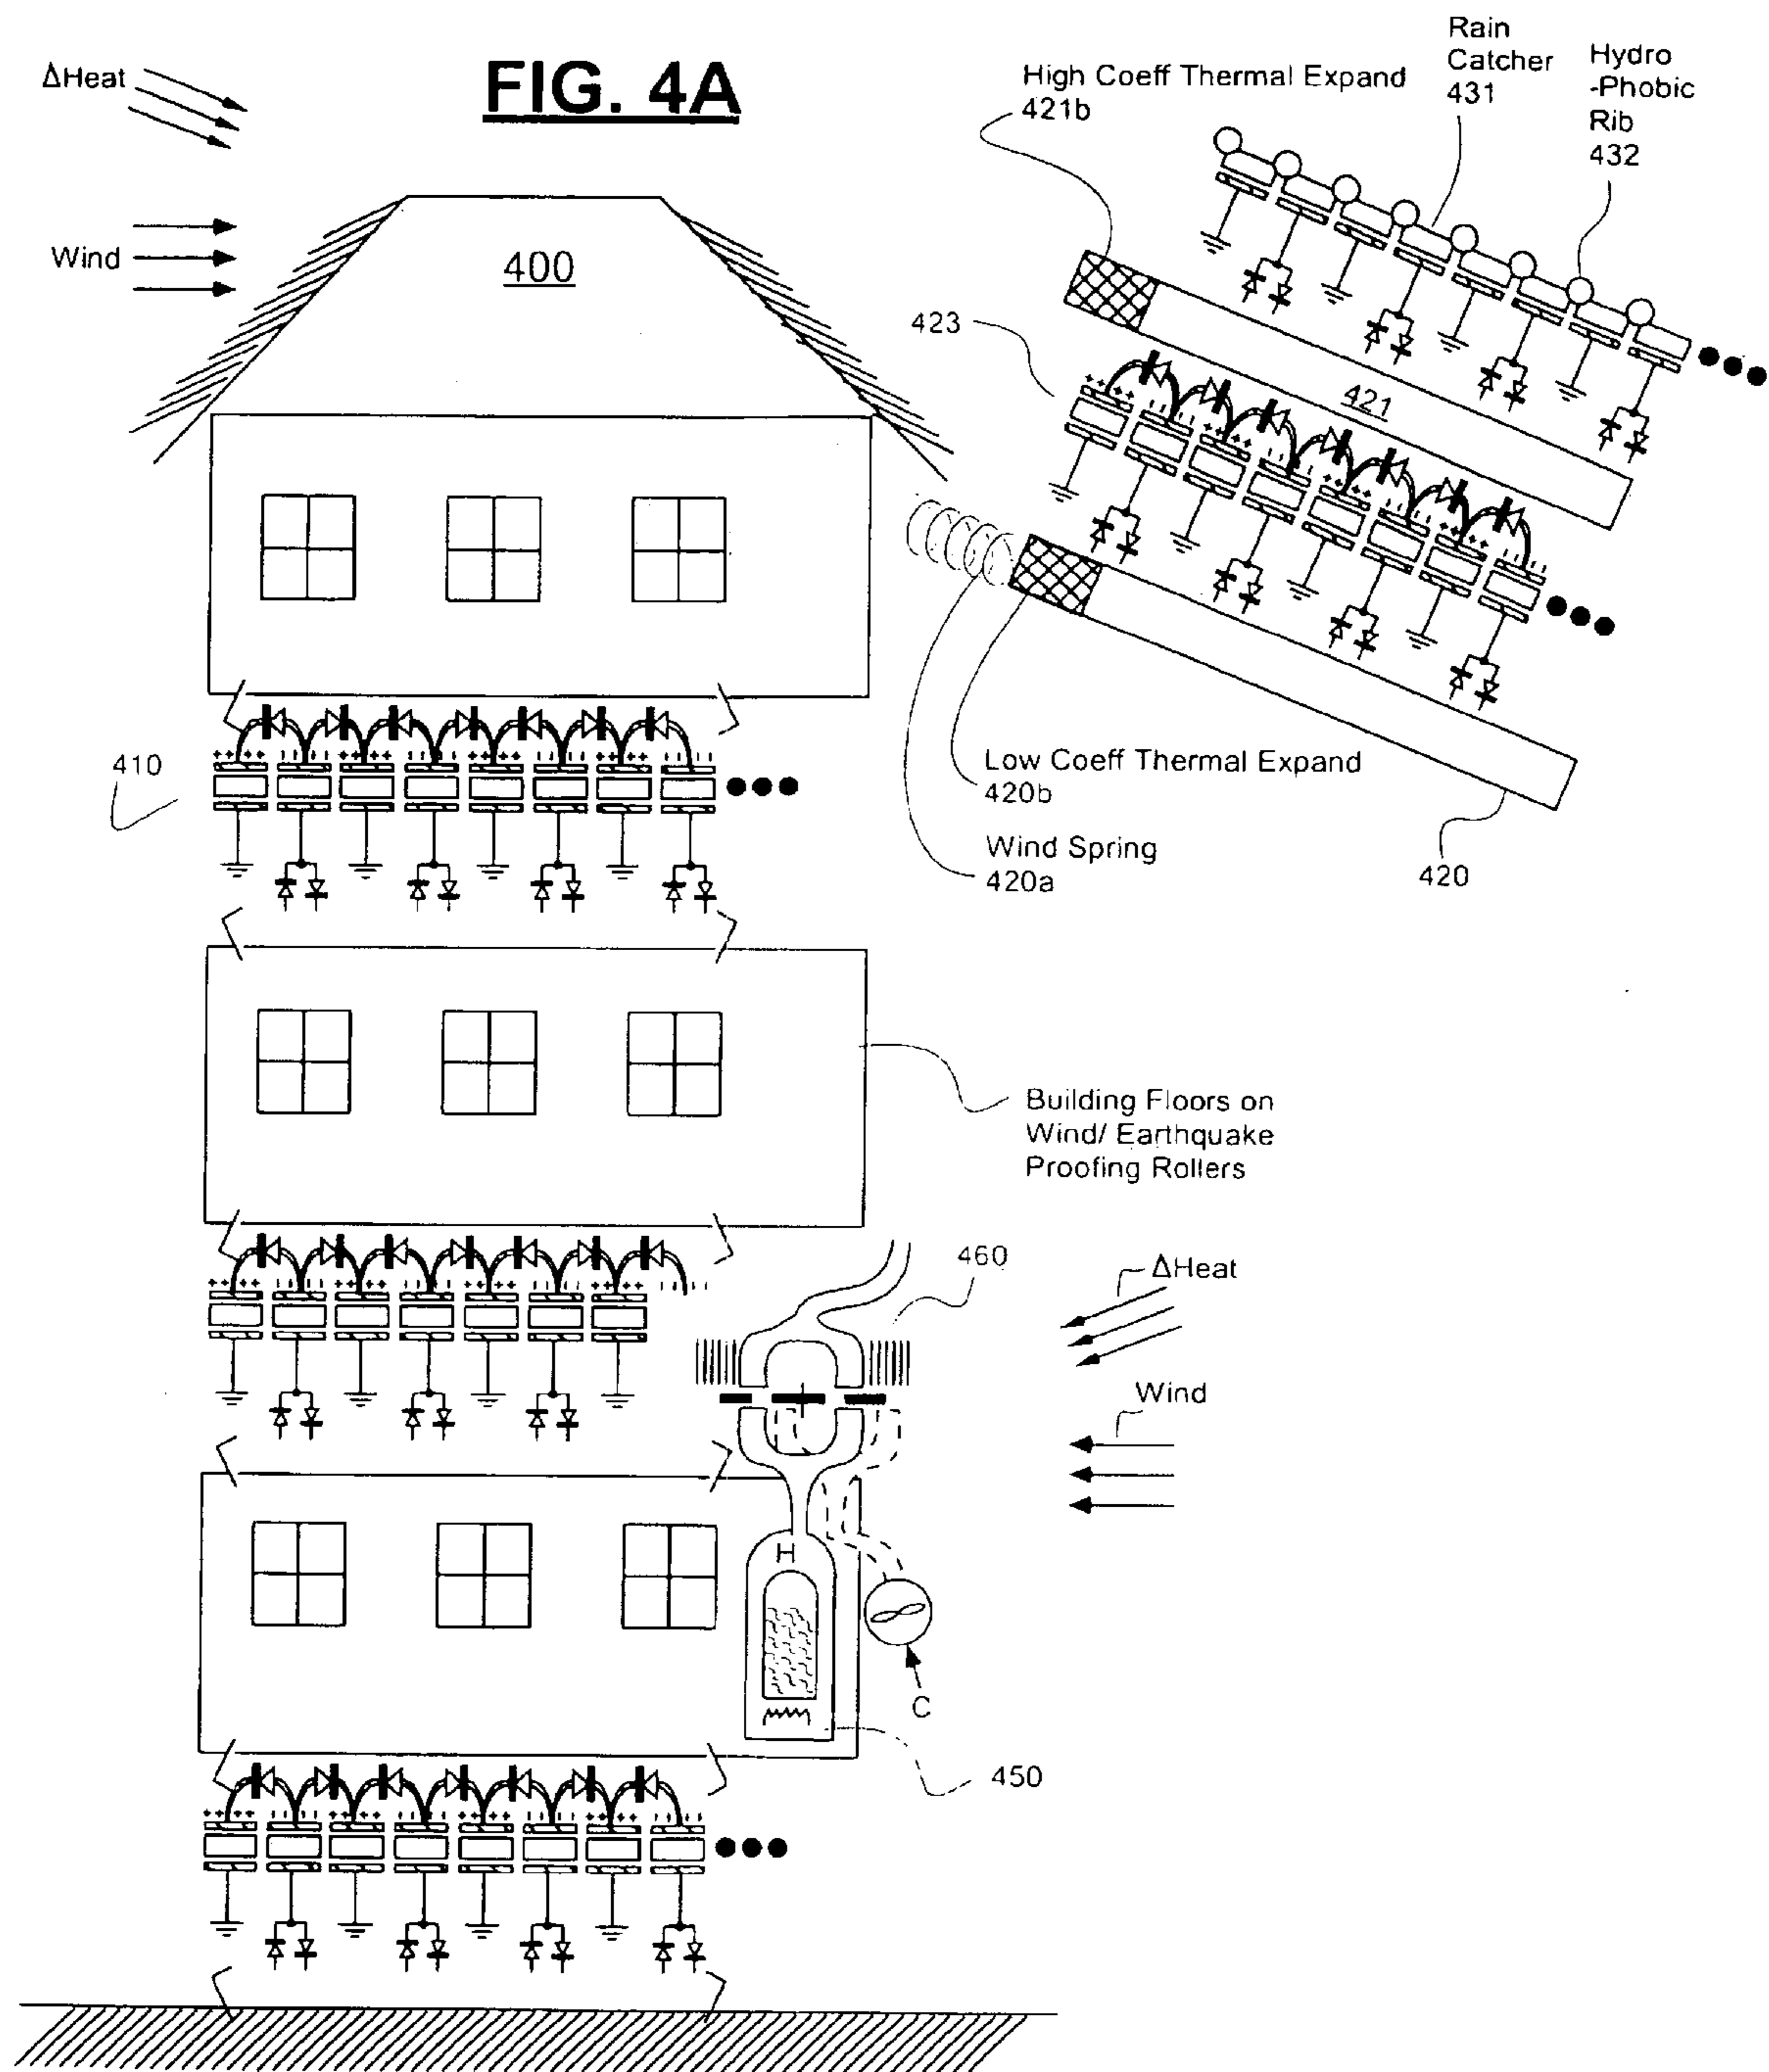 FIG. 4A
ΔHeat
Wind
400
High Coeff Thermal Expand
421b
Rain
Catcher
431
Hydro
-Phobic
Rib
432
423
421
410
Low Coeff Thermal Expand
420b
Wind Spring
420a
420
Building Floors on
Wind/ Earthquake
Proofing Rollers
460
ΔHeat
Wind
H
C
450